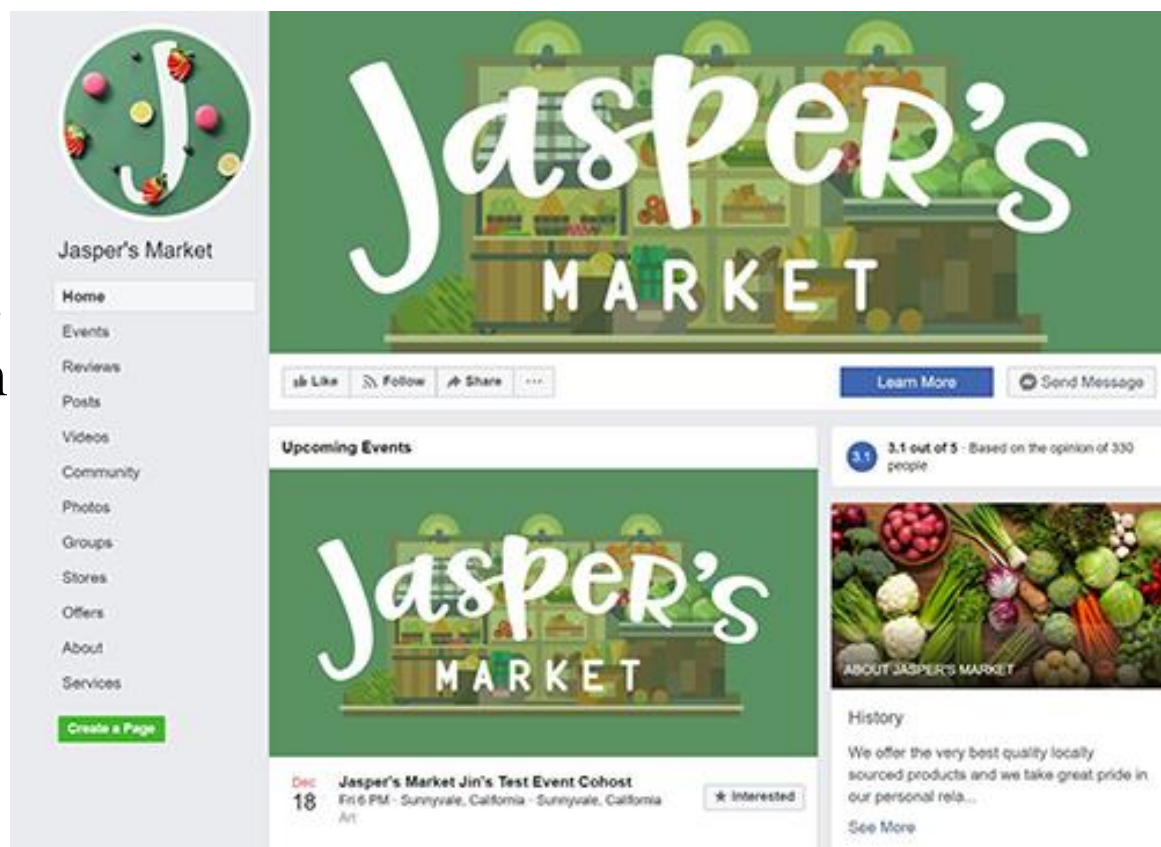 J
Jasper's Market
Home
Events
Reviews
Posts
Videos
Community
Photos
Groups
Stores
Offers
About
Services
Create a Page
Jasper's
MARKET
Like Follow Share ...
Learn More
Send Message
Upcoming Events
Jasper's
MARKET
Dec
18
Jasper's Market Jin's Test Event Cohost
Fri 6 PM · Sunnyvale, California · Sunnyvale, California
Art
★ Interested
3.1
3.1 out of 5 · Based on the opinion of 330
people
ABOUT JASPER'S MARKET
History
We offer the very best quality locally
sourced products and we take great pride in
our personal rela...
See More